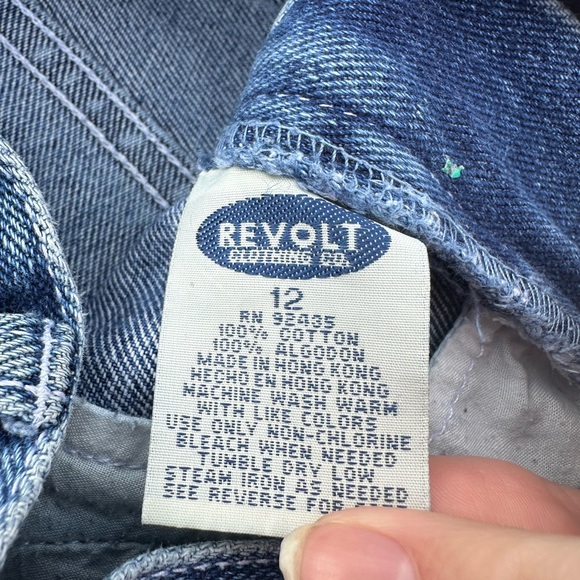 REVOLT
CLOTHING CO.
12
RN 92435
100% COTTON
100% ALGODON
MADE IN HONG KONG
HECHO EN HONG KONG
MACHINE WASH WARM
WITH LIKE COLORS
USE ONLY NON-CHLORINE
BLEACH WHEN NEEDED
TUMBLE DRY LOW
STEAM IRON AS NEEDED
SEE REVERSE FOR